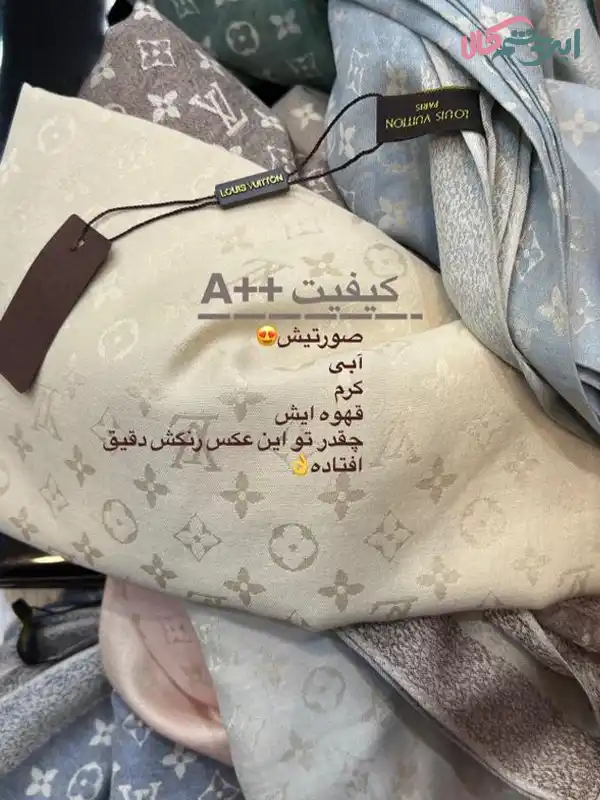 ایسوتم کالا
LOUIS VUITTON
PARIS
LOUIS VUITTON
کیفیت A++
صورتیش😍
آبی
کرم
قهوه ایش
چقدر تو این عکس رنگش دقیق
افتاده👌